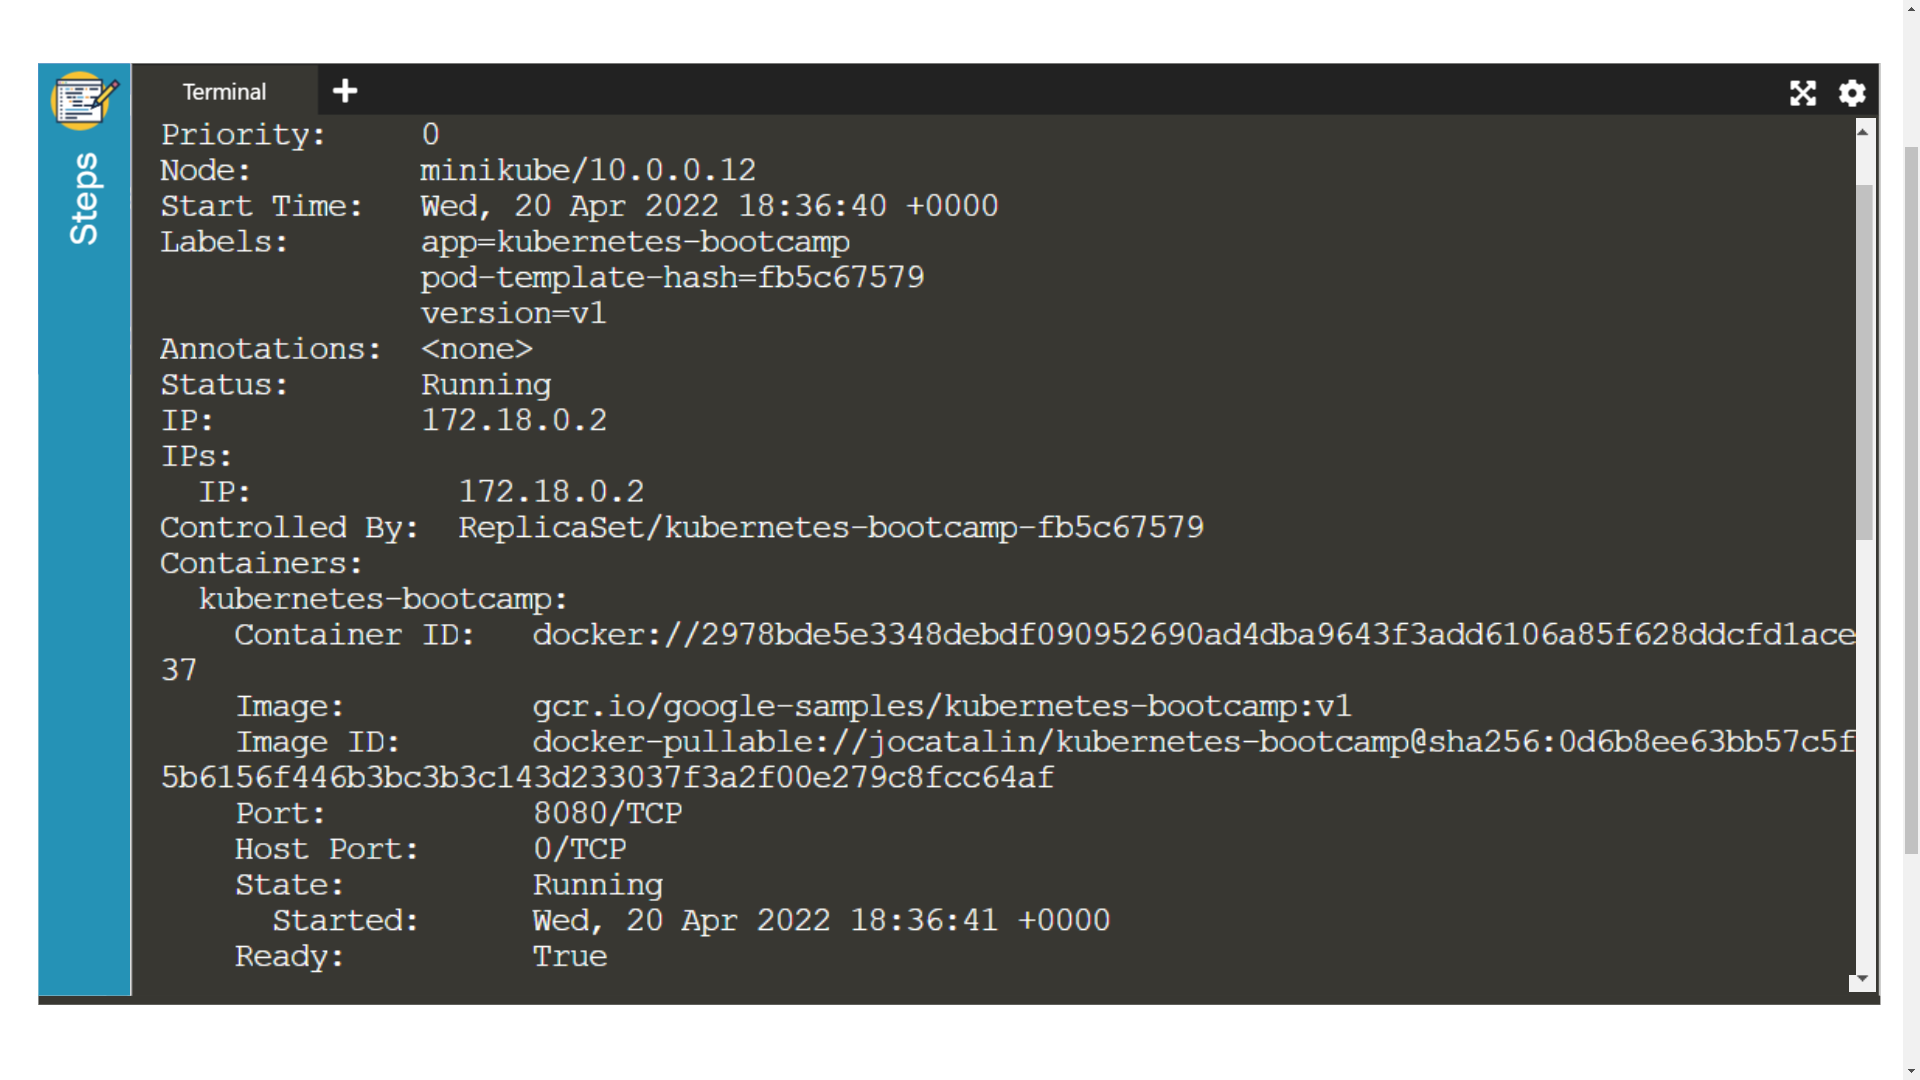 Steps
Terminal
Priority: 0
Node: minikube/10.0.0.12
Start Time: Wed, 20 Apr 2022 18:36:40 +0000
Labels: app=kubernetes-bootcamp
pod-template-hash=fb5c67579
version=v1
Annotations: <none>
Status: Running
IP: 172.18.0.2
IPs:
IP: 172.18.0.2
Controlled By: ReplicaSet/kubernetes-bootcamp-fb5c67579
Containers:
kubernetes-bootcamp:
Container ID: docker://2978bde5e3348debdf090952690ad4dba9643f3add6106a85f628ddcfd1ace
37
Image: gcr.io/google-samples/kubernetes-bootcamp:v1
Image ID: docker-pullable://jocatalin/kubernetes-bootcamp@sha256:0d6b8ee63bb57c5f
5b6156f446b3bc3b3c143d233037f3a2f00e279c8fcc64af
Port: 8080/TCP
Host Port: 0/TCP
State: Running
Started: Wed, 20 Apr 2022 18:36:41 +0000
Ready: True